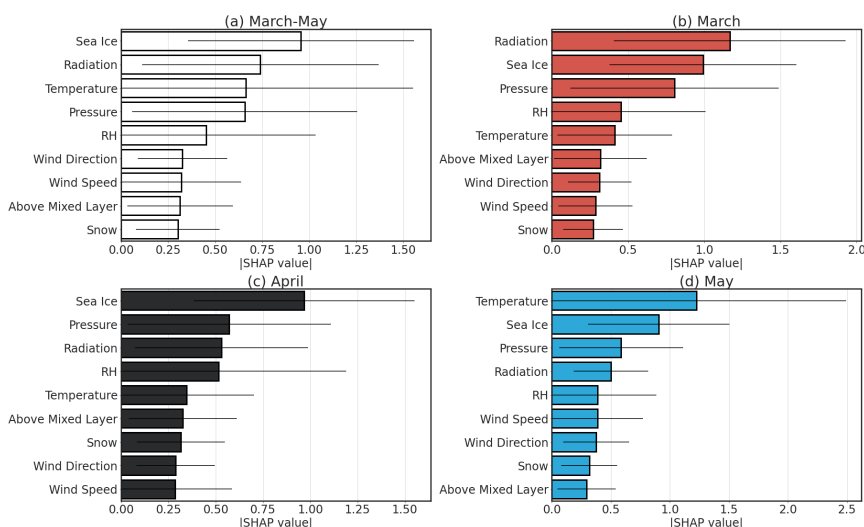 (a) March-May
Sea Ice
Radiation
Temperature
Pressure
RH
Wind Direction
Wind Speed
Above Mixed Layer
Snow
0.00 0.25 0.50 0.75 1.00 1.25 1.50
|SHAP value|
(b) March
Radiation
Sea Ice
Pressure
RH
Temperature
Above Mixed Layer
Wind Direction
Wind Speed
Snow
0.0 0.5 1.0 1.5 2.0
|SHAP value|
(c) April
Sea Ice
Pressure
Radiation
RH
Temperature
Above Mixed Layer
Snow
Wind Direction
Wind Speed
0.00 0.25 0.50 0.75 1.00 1.25 1.50
|SHAP value|
(d) May
Temperature
Sea Ice
Pressure
Radiation
RH
Wind Speed
Wind Direction
Snow
Above Mixed Layer
0.0 0.5 1.0 1.5 2.0 2.5
|SHAP value|